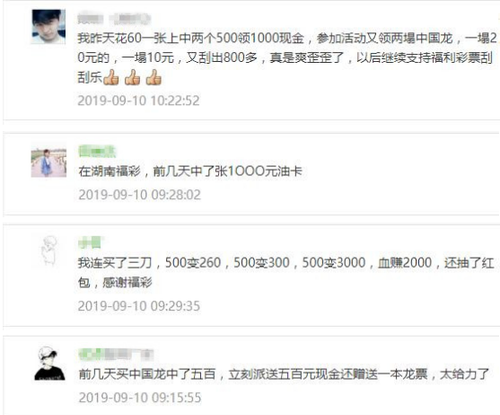 我昨天花60一张上中两个500领1000现金，参加活动又领两墙中国龙，一場2
0元的，一場10元，又刮出800多，真是爽歪歪了，以后继续支持福利彩票刮
刮乐👍👍👍
2019-09-10 10:22:52
在湖南福彩，前几天中了张1OOO元油卡
2019-09-10 09:28:02
我连买了三刀，500变260，500变300，500变3000，血赚2000，还抽了红
包，感谢福彩
2019-09-10 09:29:35
前几天买中国龙中了五百，立刻派送五百元现金还赠送一本龙票，太给力了
2019-09-10 09:15:55